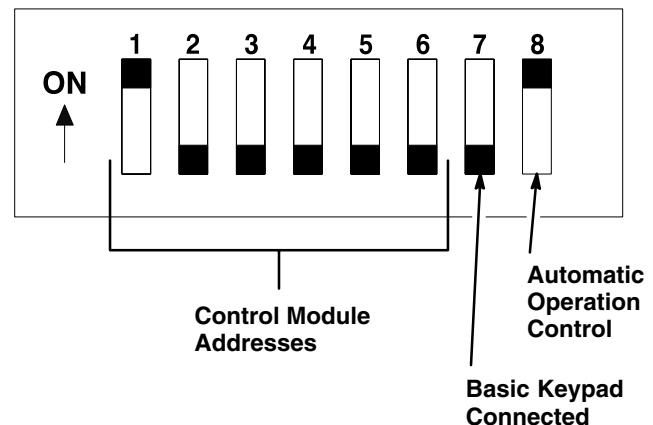 1 2 3 4 5 6 7 8
ON
Control Module
Addresses
Automatic
Operation
Control
Basic Keypad
Connected